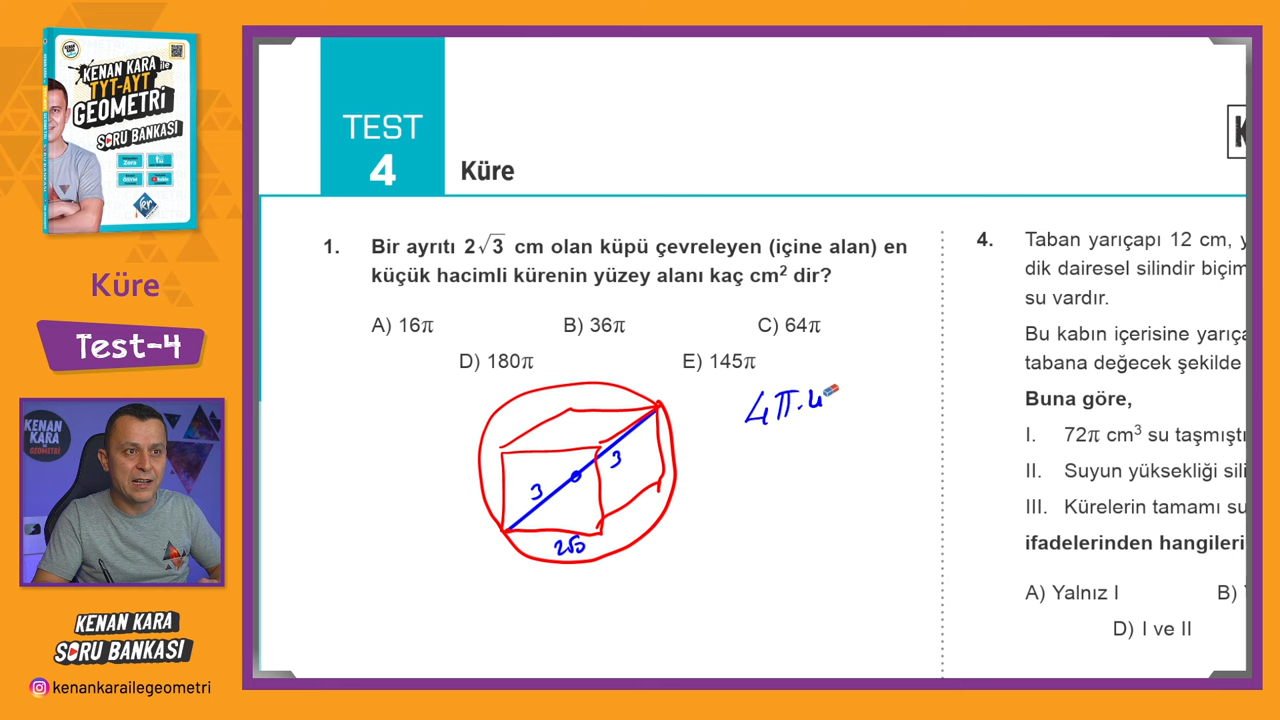 KENAN KARA ile
TYT-AYT
GEOMETRİ
SORU BANKASI
Küre
Test-4
KENAN
KARA
ile
GEOMETRİ
KENAN KARA
SORU BANKASI
kenankarailegeometri
TEST
4
Küre
1. Bir ayrıtı 2√3 cm olan küpü çevreleyen (içine alan) en
küçük hacimli kürenin yüzey alanı kaç cm² dir?
A) 16π B) 36π C) 64π
D) 180π E) 145π
4π.4
3
3
4. Taban yarıçapı 12 cm, y
dik dairesel silindir biçim
su vardır.
Bu kabın içerisine yarıça
tabana değecek şekilde
Buna göre,
I. 72π cm³ su taşmıştı
II. Suyun yüksekliği sili
III. Kürelerin tamamı su
ifadelerinden hangileri
A) Yalnız I B)
D) I ve II